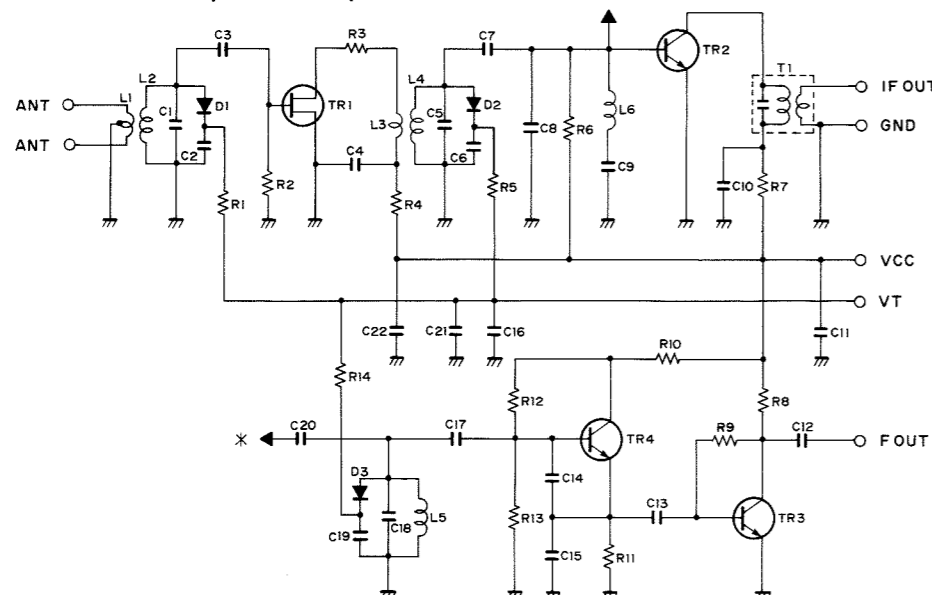 C7
TR2
C3
R3
T1
L2
L4
IF OUT
ANT
L1
D1
TR1
D2
L6
C1
C5
L3
C8
R6
GND
ANT
C2
C4
C6
C9
R1
R2
R4
R5
C10
R7
VCC
VT
C22
C21
C16
C11
R10
R14
R12
R8
C20
C17
R9
C12
*
TR4
F OUT
D3
C14
C13
L5
R13
TR3
C19
C18
C15
R11